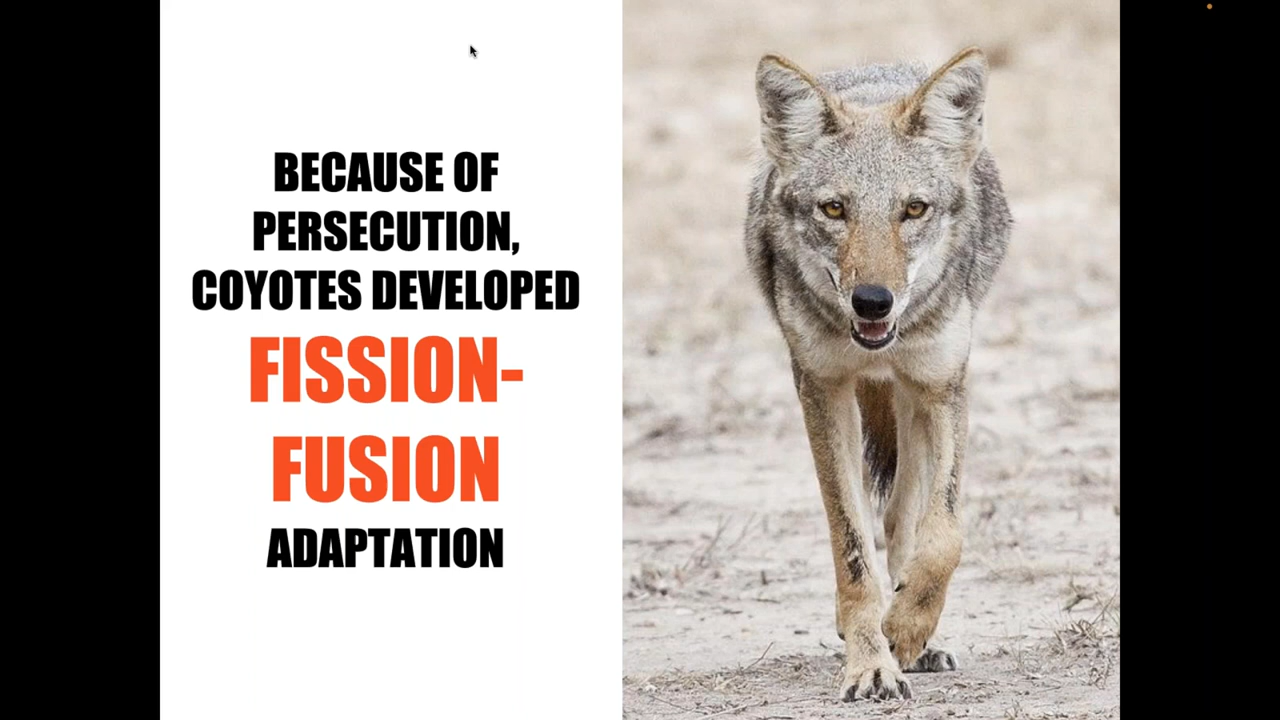 BECAUSE OF
PERSECUTION,
COYOTES DEVELOPED
FISSION-
FUSION
ADAPTATION